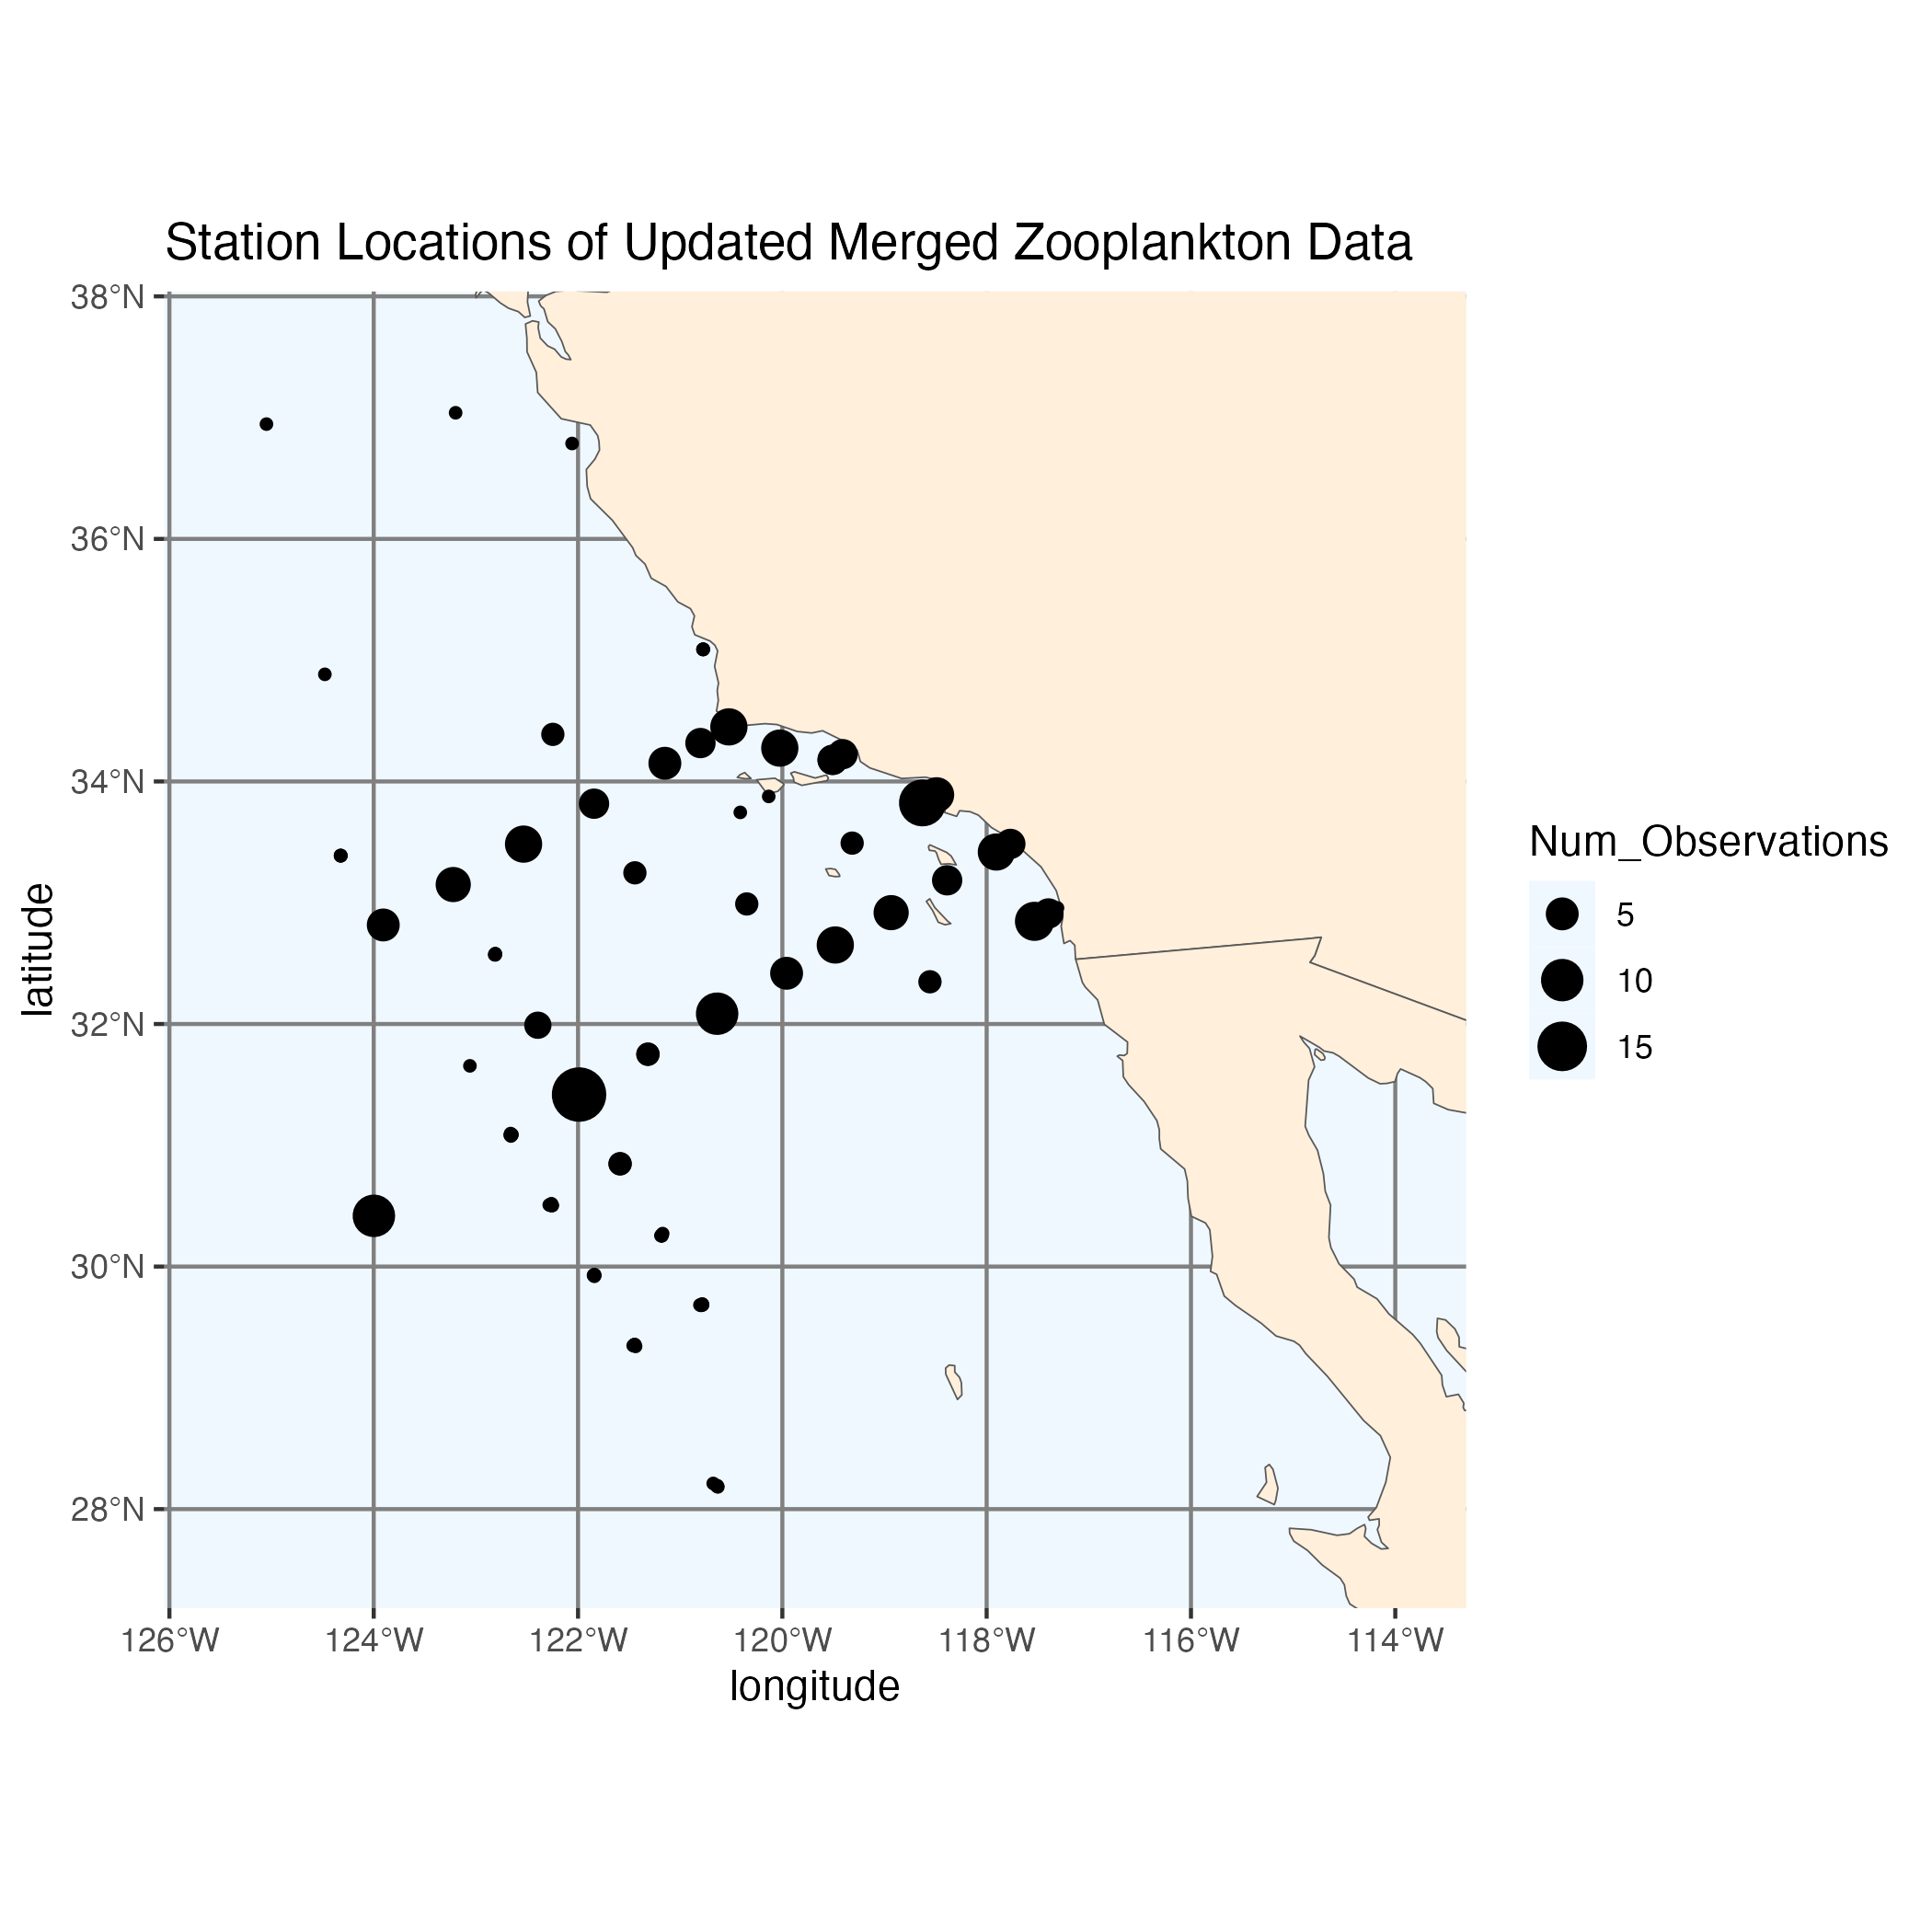 Station Locations of Updated Merged Zooplankton Data
38°N
36°N
34°N
32°N
30°N
28°N
latitude
126°W 124°W 122°W 120°W 118°W 116°W 114°W
longitude
Num_Observations
5
10
15